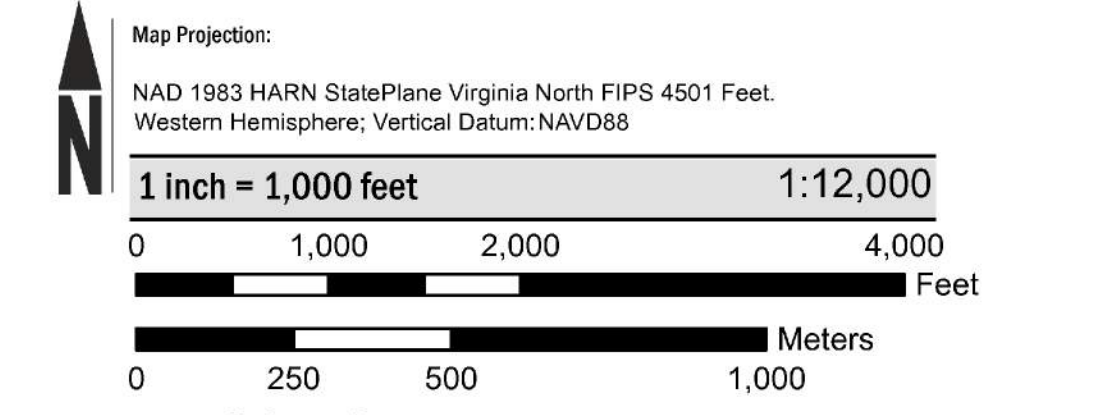 N
Map Projection:
NAD 1983 HARN StatePlane Virginia North FIPS 4501 Feet.
Western Hemisphere; Vertical Datum: NAVD88
1 inch = 1,000 feet 1:12,000
0 1,000 2,000 4,000
Feet
Meters
0 250 500 1,000